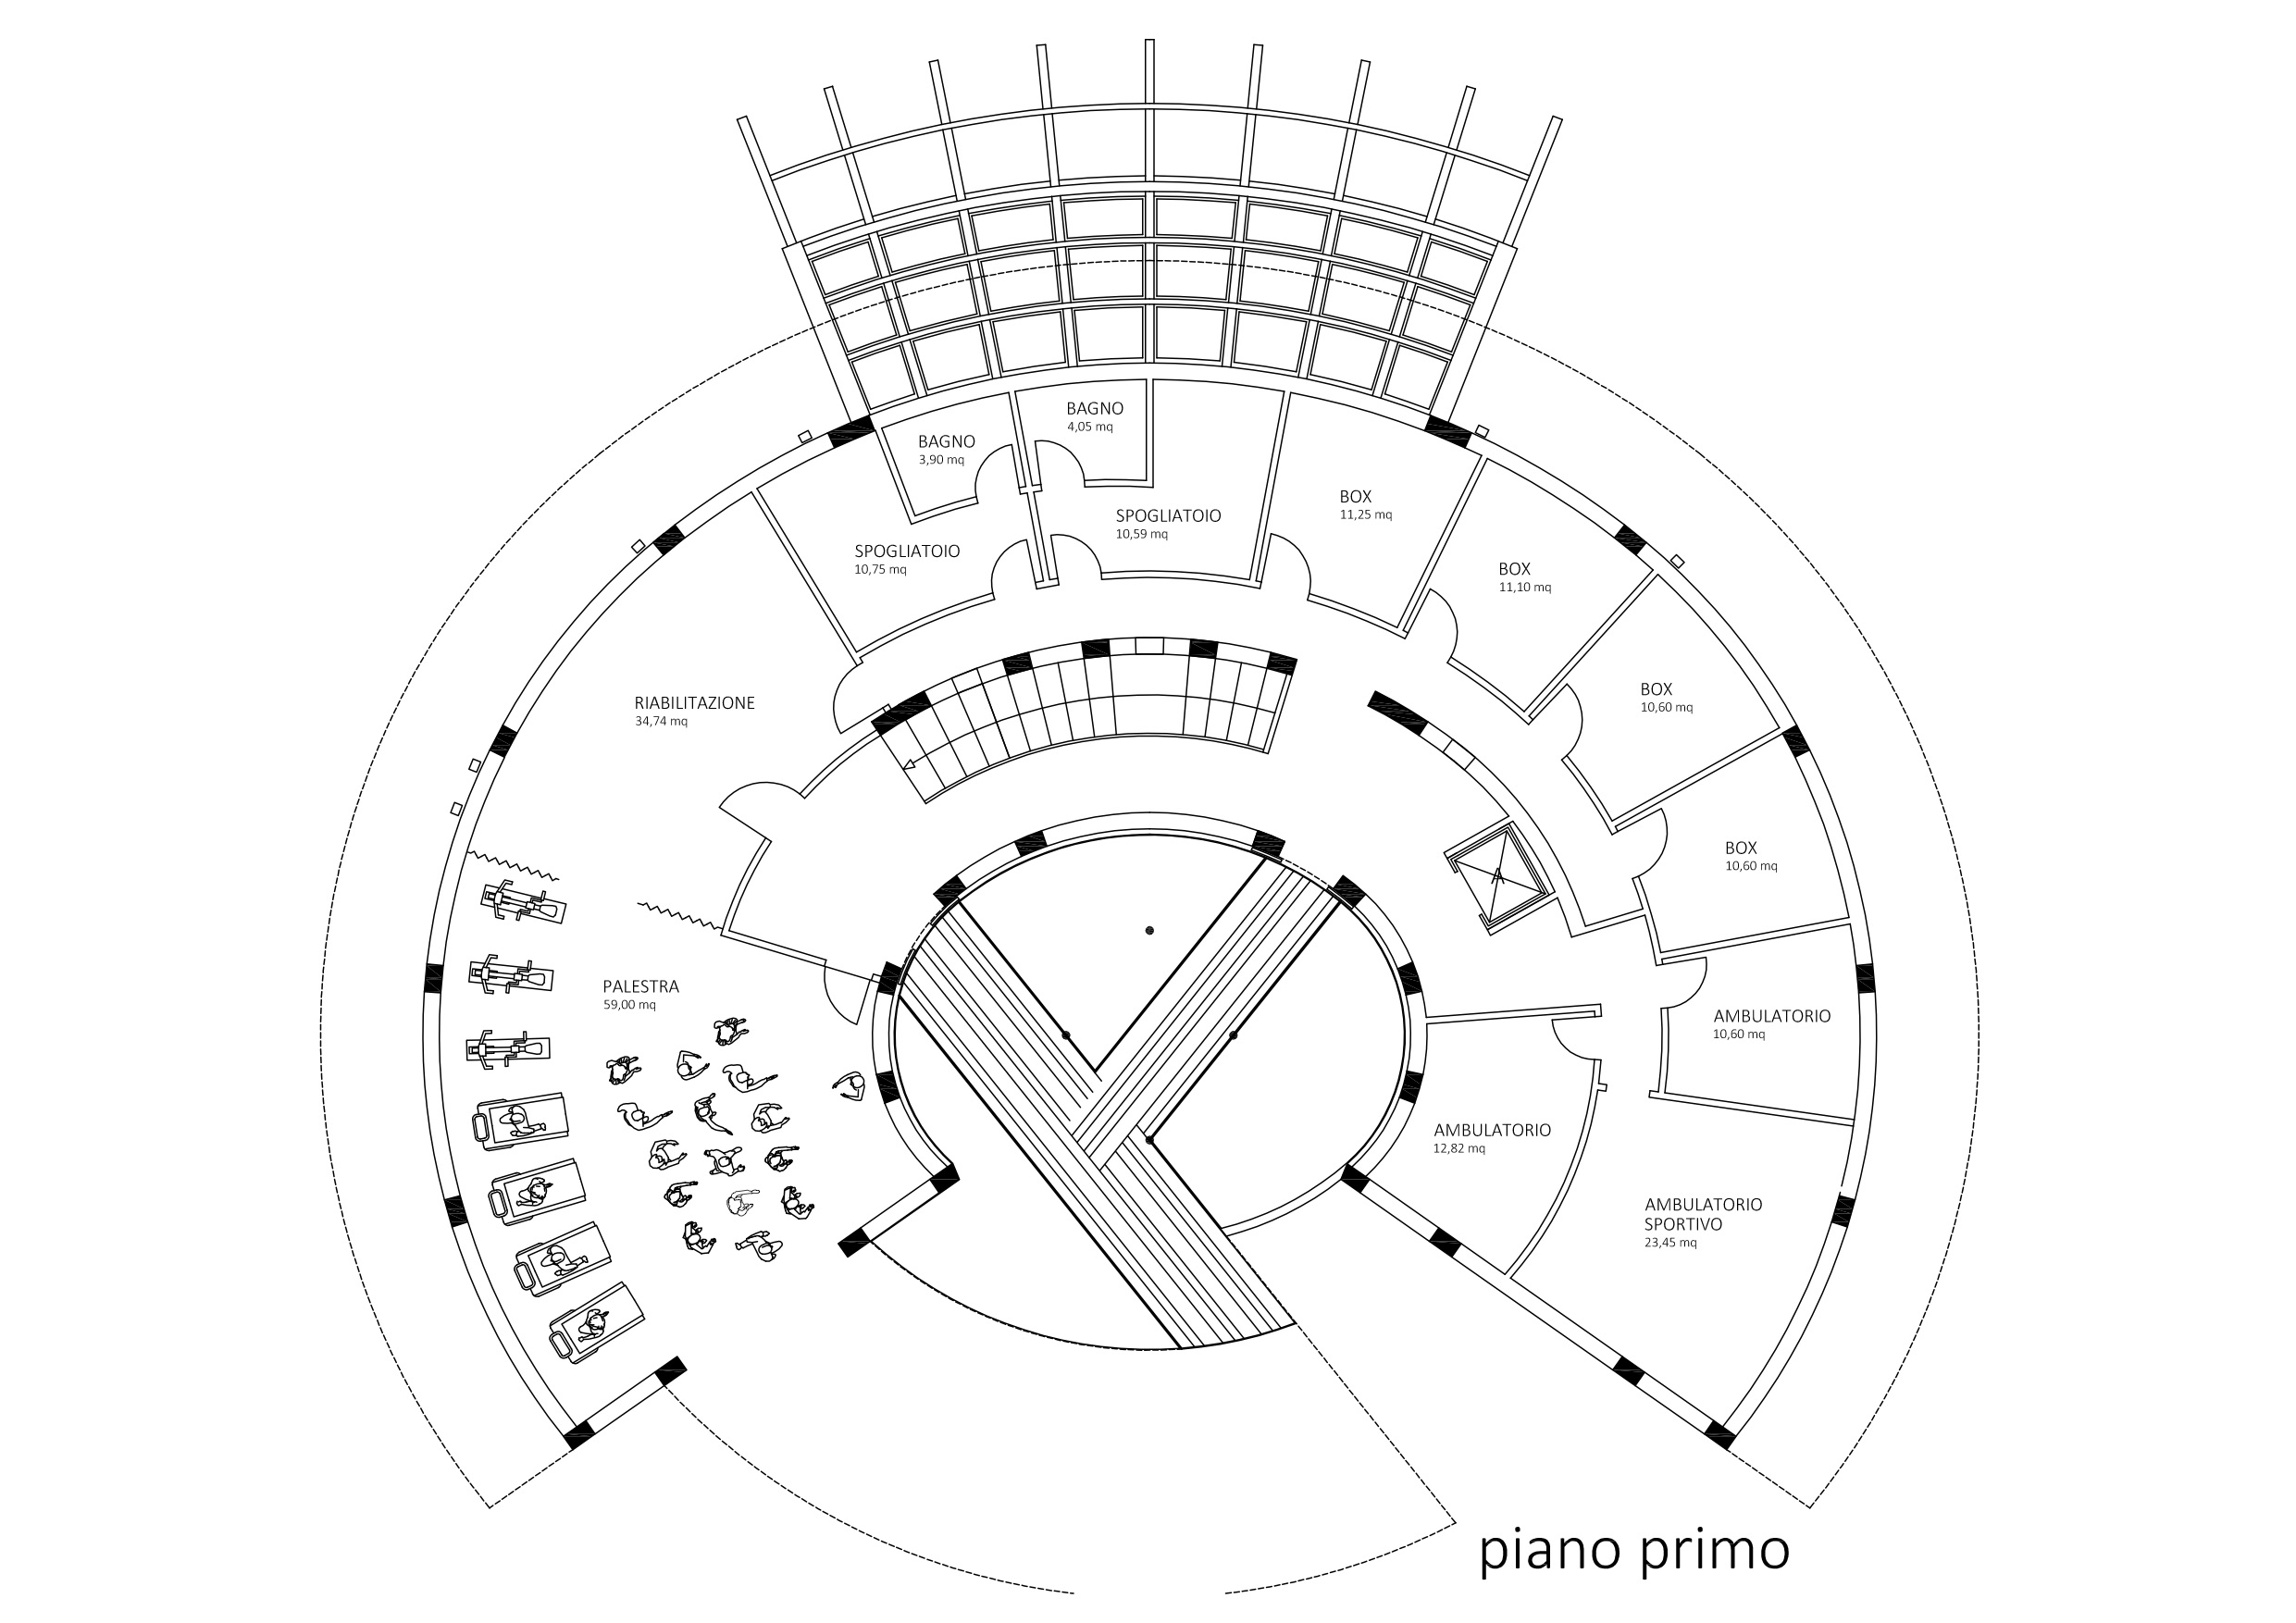 BAGNO
4,05 mq
BAGNO
3,90 mq
SPOGLIATOIO
10,59 mq
SPOGLIATOIO
10,75 mq
BOX
11,25 mq
BOX
11,10 mq
BOX
10,60 mq
RIABILITAZIONE
34,74 mq
BOX
10,60 mq
A
PALESTRA
59,00 mq
AMBULATORIO
10,60 mq
AMBULATORIO
12,82 mq
AMBULATORIO
SPORTIVO
23,45 mq
piano primo